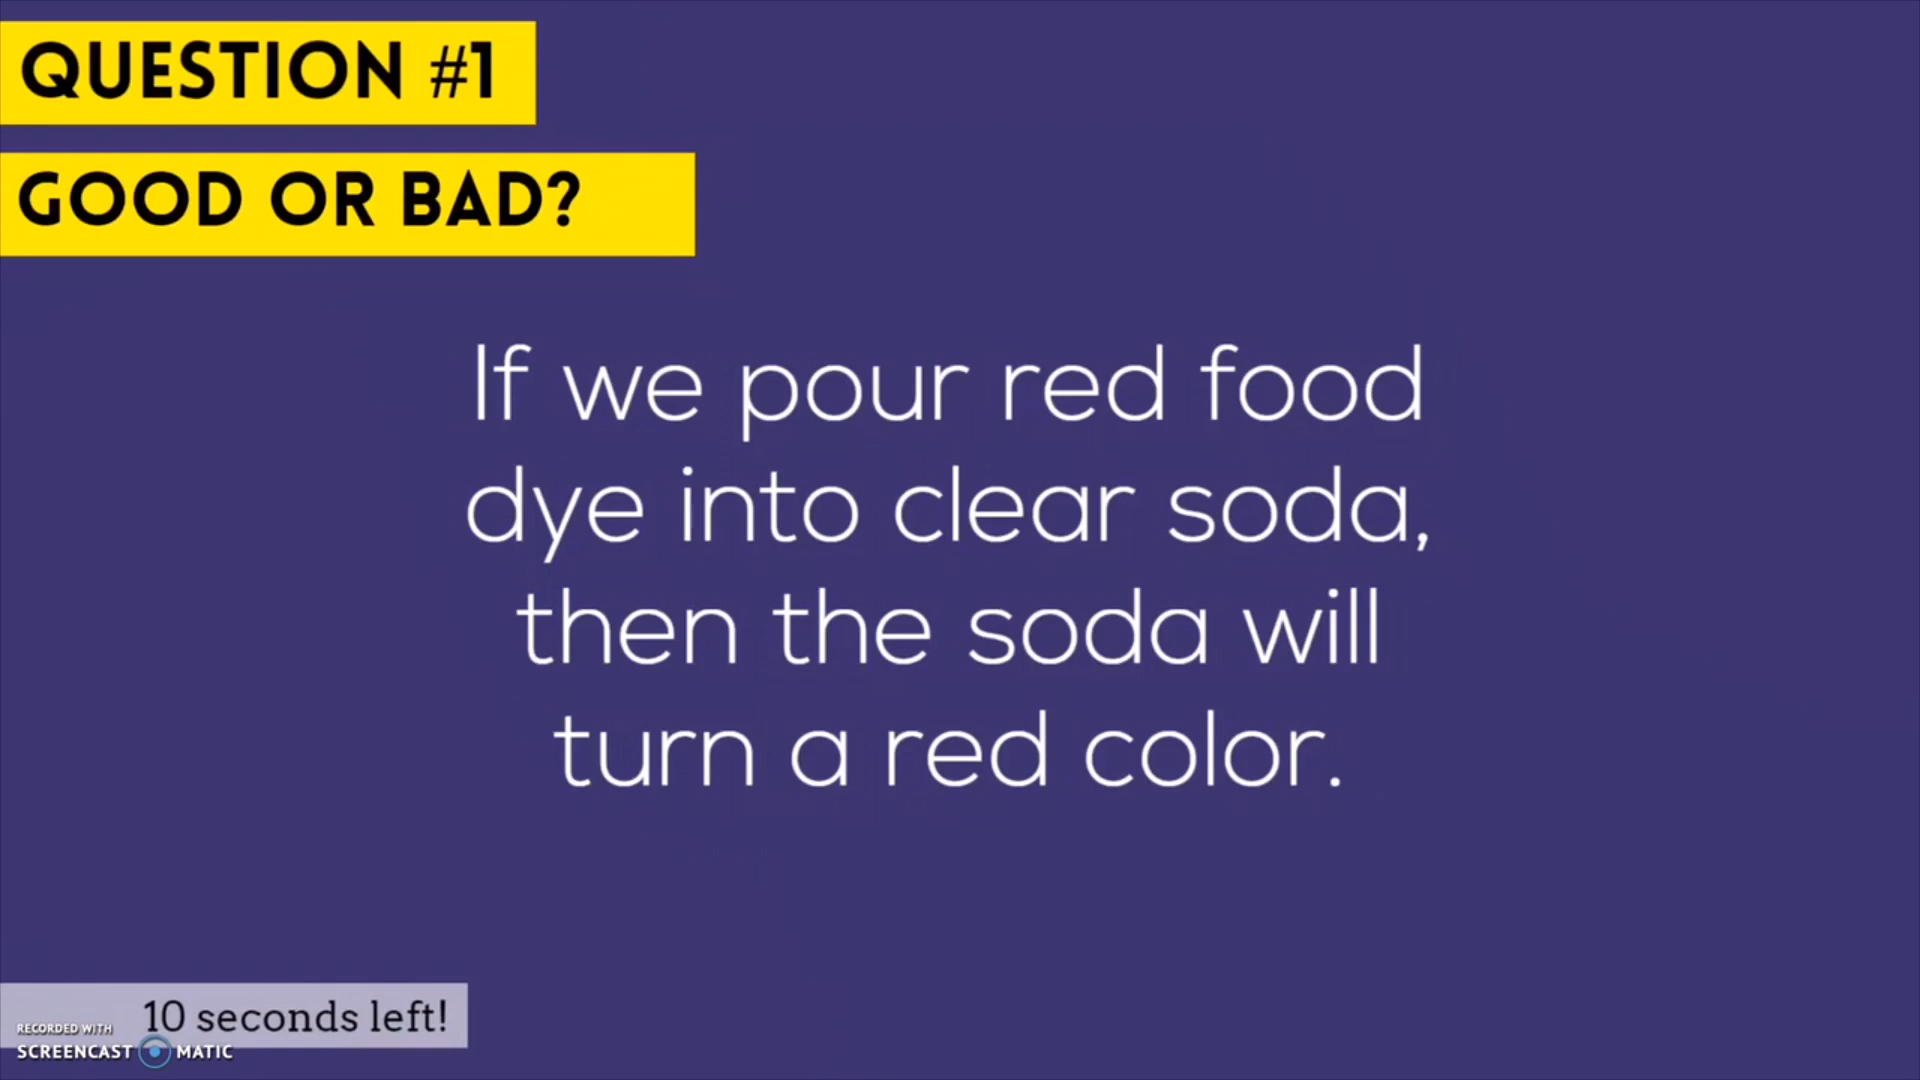 QUESTION #1
GOOD OR BAD?
If we pour red food
dye into clear soda,
then the soda will
turn a red color.
10 seconds left!
RECORDED WITH
SCREENCAST MATIC